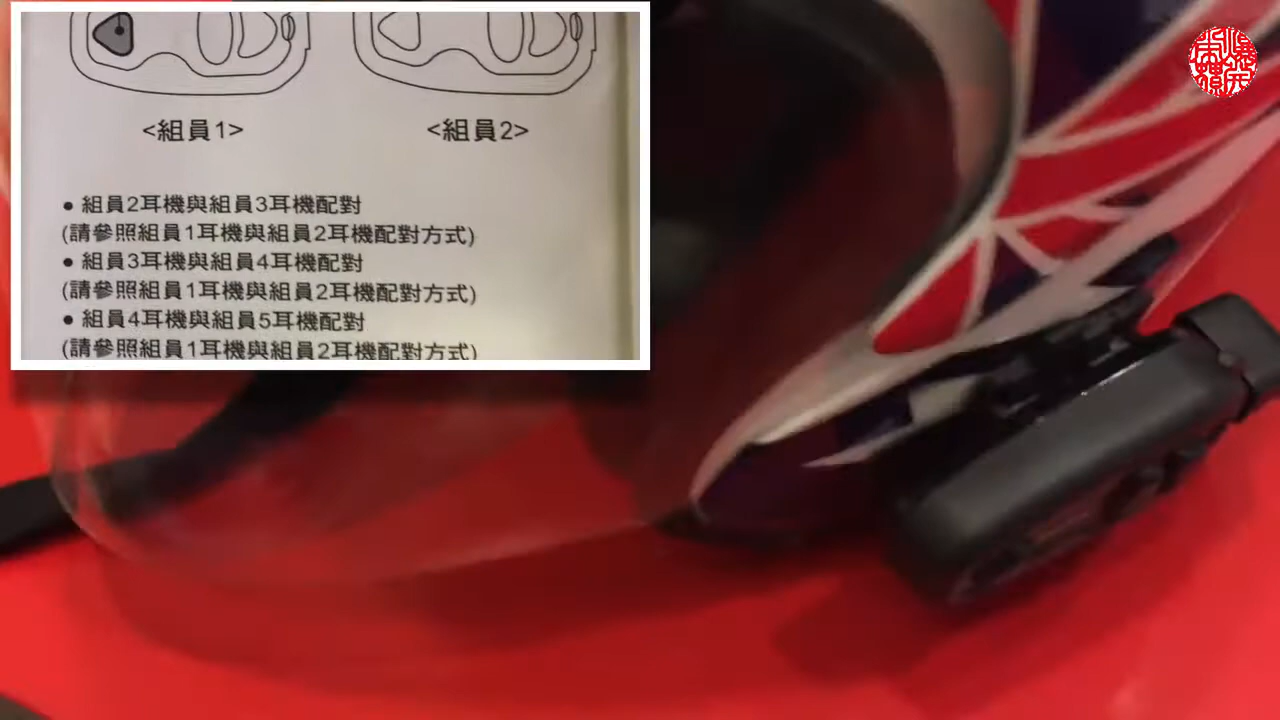 <組員1>
<組員2>
● 組員2耳機與組員3耳機配對
(請參照組員1耳機與組員2耳機配對方式)
● 組員3耳機與組員4耳機配對
(請參照組員1耳機與組員2耳機配對方式)
● 組員4耳機與組員5耳機配對
(請參照組員1耳機與組員2耳機配對方式)